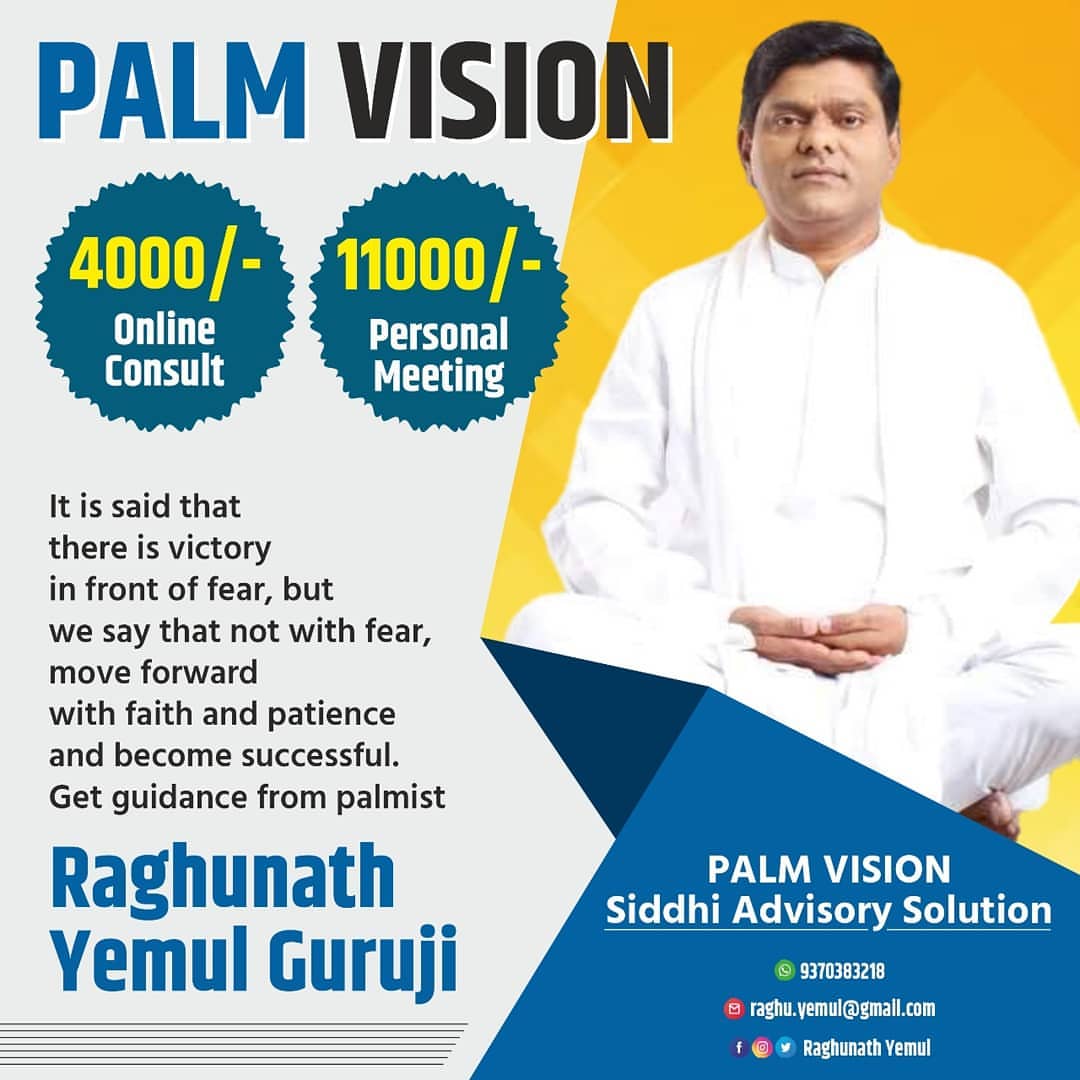 PALM VISION
4000/-
Online
Consult
11000/-
Personal
Meeting
It is said that
there is victory
in front of fear, but
we say that not with fear,
move forward
with faith and patience
and become successful.
Get guidance from palmist
Raghunath
Yemul Guruji
PALM VISION
Siddhi Advisory Solution
9370383218
raghu.yemul@gmail.com
Raghunath Yemul